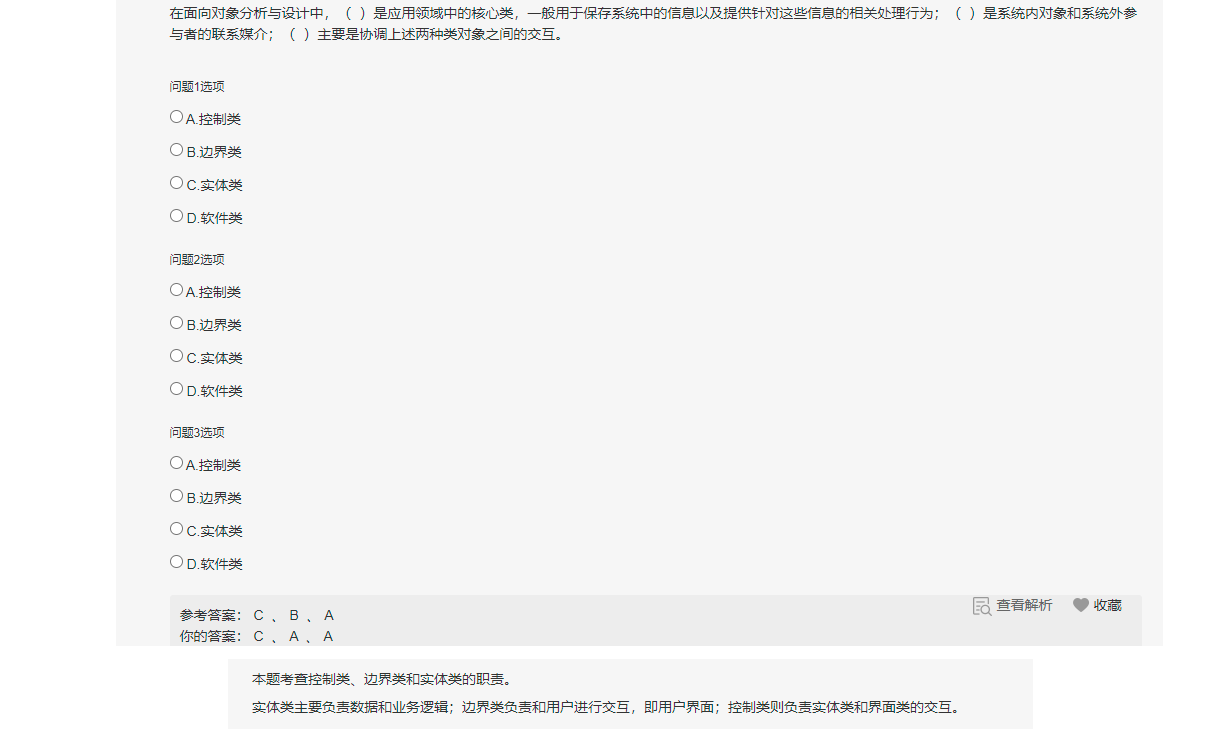 在面向对象分析与设计中，（ ）是应用领域中的核心类，一般用于保存系统中的信息以及提供针对这些信息的相关处理行为；（ ）是系统内对象和系统外参
与者的联系媒介；（ ）主要是协调上述两种类对象之间的交互。
问题1选项
A.控制类
B.边界类
C.实体类
D.软件类
问题2选项
A.控制类
B.边界类
C.实体类
D.软件类
问题3选项
A.控制类
B.边界类
C.实体类
D.软件类
查看解析 收藏
参考答案： C 、 B 、 A
你的答案： C 、 A 、 A
本题考查控制类、边界类和实体类的职责。
实体类主要负责数据和业务逻辑；边界类负责和用户进行交互，即用户界面；控制类则负责实体类和界面类的交互。